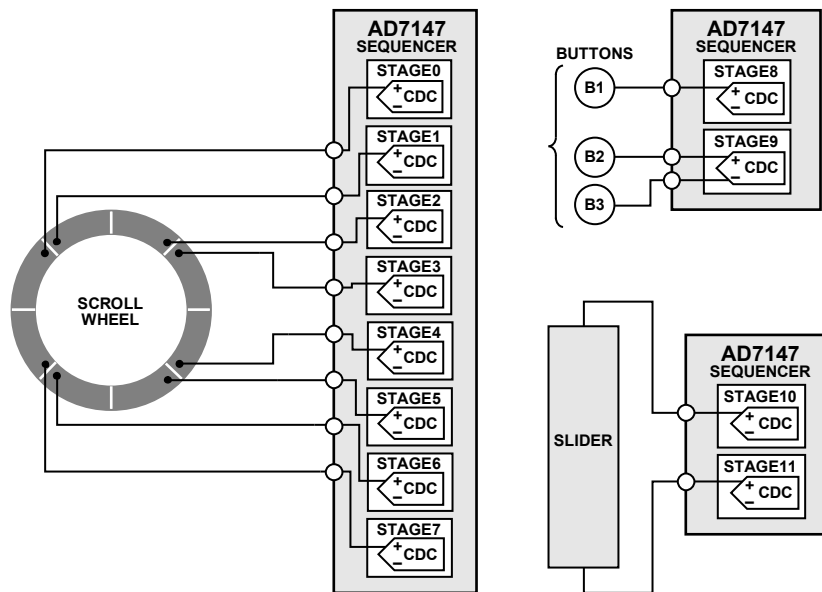 AD7147
SEQUENCER
STAGE0
+
–
CDC
STAGE1
+
–
CDC
STAGE2
+
–
CDC
STAGE3
+
–
CDC
STAGE4
+
–
CDC
STAGE5
+
–
CDC
STAGE6
+
–
CDC
STAGE7
+
–
CDC
SCROLL
WHEEL
BUTTONS
B1
B2
B3
AD7147
SEQUENCER
STAGE8
+
–
CDC
STAGE9
+
–
CDC
SLIDER
AD7147
SEQUENCER
STAGE10
+
–
CDC
STAGE11
+
–
CDC